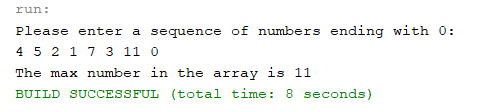 run:
Please enter a sequence of numbers ending with 0:
4 5 2 1 7 3 11 0
The max number in the array is 11
BUILD SUCCESSFUL (total time: 8 seconds)